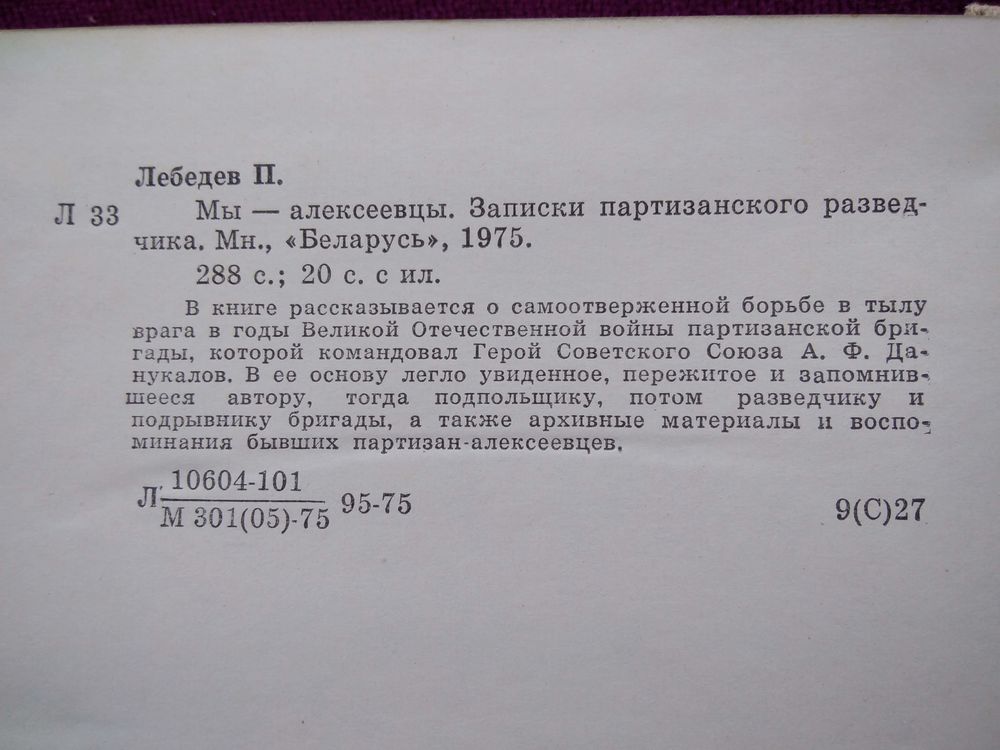 Лебедев П.
Л 33 Мы — алексеевцы. Записки партизанского развед-
чика. Мн., «Беларусь», 1975.
288 с.; 20 с. с ил.
В книге рассказывается о самоотверженной борьбе в тылу
врага в годы Великой Отечественной войны партизанской бри-
гады, которой командовал Герой Советского Союза А. Ф. Да-
нукалов. В ее основу легло увиденное, пережитое и запомнив-
шееся автору, тогда подпольщику, потом разведчику и
подрывнику бригады, а также архивные материалы и воспо-
минания бывших партизан-алексеевцев.
Л 10604-101
М 301(05)-75 95-75 9(С)27